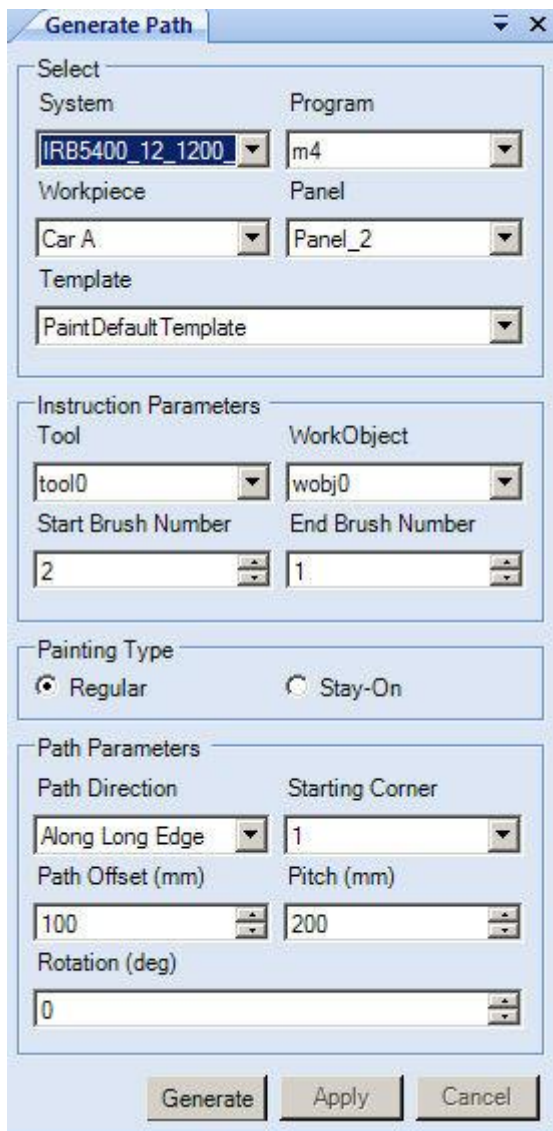 Generate Path
Select
System Program
IRB5400_12_1200_ m4
Workpiece Panel
Car A Panel_2
Template
PaintDefaultTemplate
Instruction Parameters
Tool WorkObject
tool0 wobj0
Start Brush Number End Brush Number
2 1
Painting Type
Regular Stay-On
Path Parameters
Path Direction Starting Corner
Along Long Edge 1
Path Offset (mm) Pitch (mm)
100 200
Rotation (deg)
0
Generate Apply Cancel